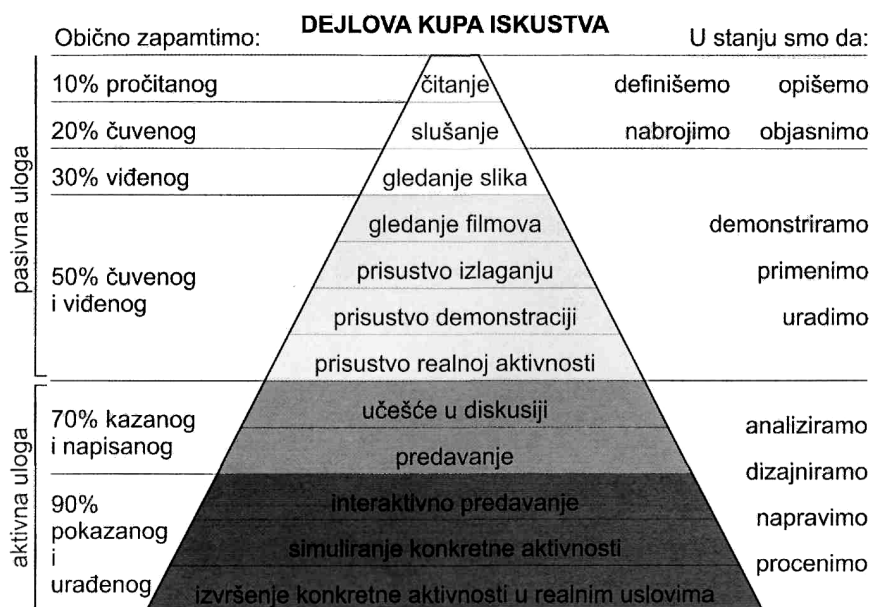 DEJLOVA KUPA ISKUSTVA
Obično zapamtimo:
U stanju smo da:
pasivna uloga
10% pročitanog
čitanje
definišemo opišemo
20% čuvenog
slušanje
nabrojimo objasnimo
30% viđenog
gledanje slika
gledanje filmova
demonstriramo
50% čuvenog
i viđenog
prisustvo izlaganju
primenimo
prisustvo demonstraciji
uradimo
prisustvo realnoj aktivnosti
aktivna uloga
70% kazanog
i napisanog
učešće u diskusiji
analiziramo
predavanje
dizajniramo
90%
pokazanog
i
urađenog
interaktivno predavanje
napravimo
simuliranje konkretne aktivnosti
procenimo
izvršenje konkretne aktivnosti u realnim uslovima